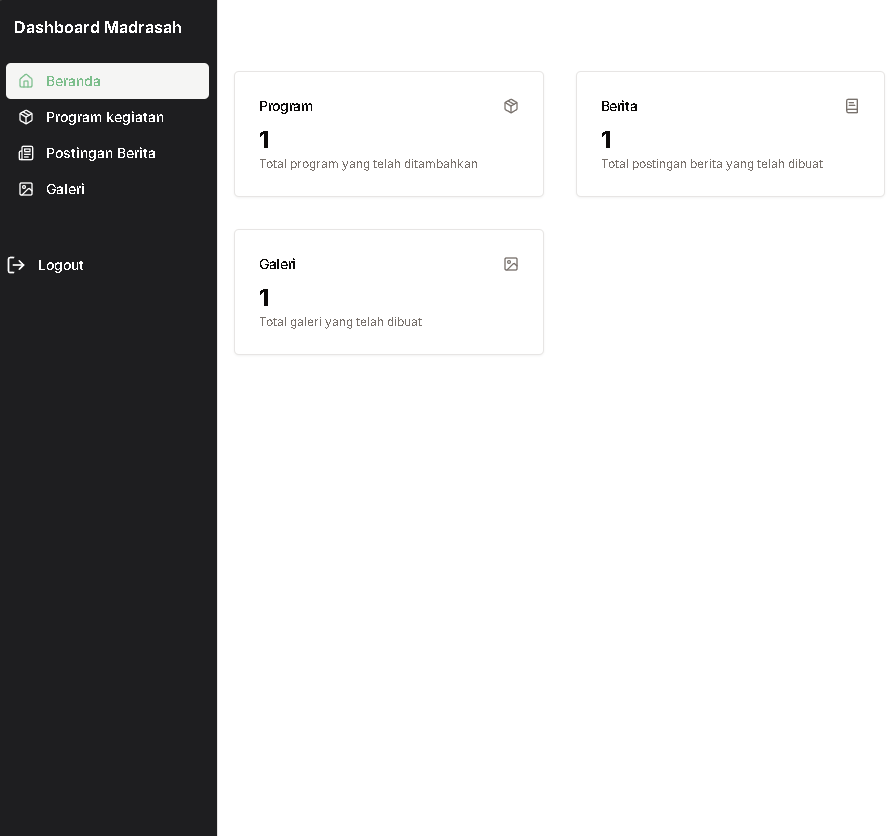 Dashboard Madrasah
Beranda
Program kegiatan
Postingan Berita
Galeri
Logout
Program
1
Total program yang telah ditambahkan
Berita
1
Total postingan berita yang telah dibuat
Galeri
1
Total galeri yang telah dibuat